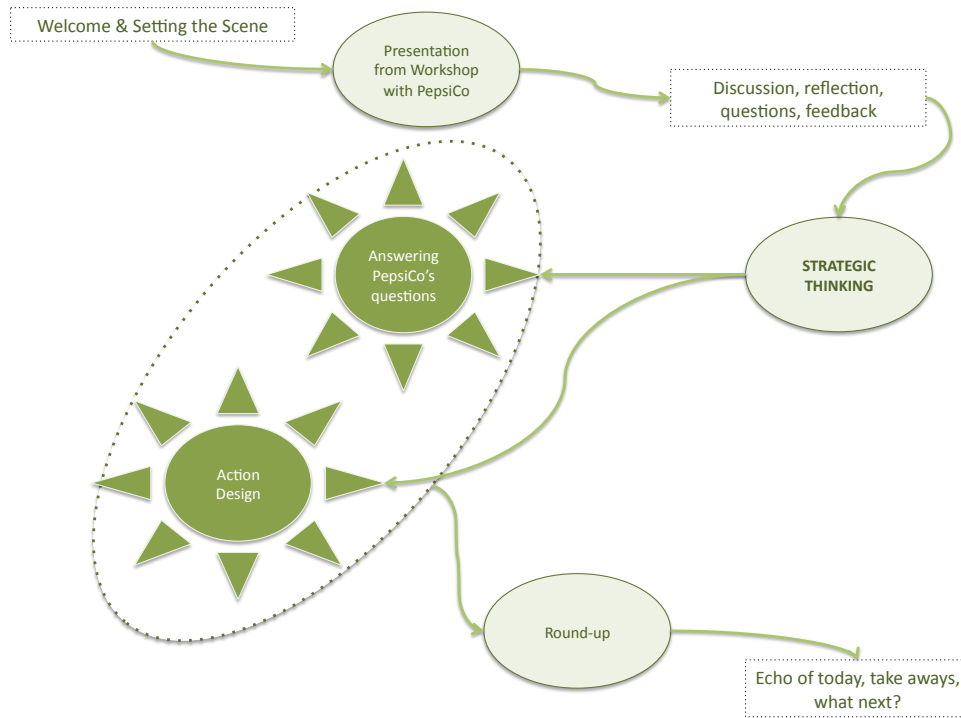 Welcome & Setting the Scene
Presentation
from Workshop
with PepsiCo
Discussion, reflection,
questions, feedback
STRATEGIC
THINKING
Answering
PepsiCo's
questions
Action
Design
Round-up
Echo of today, take aways,
what next?